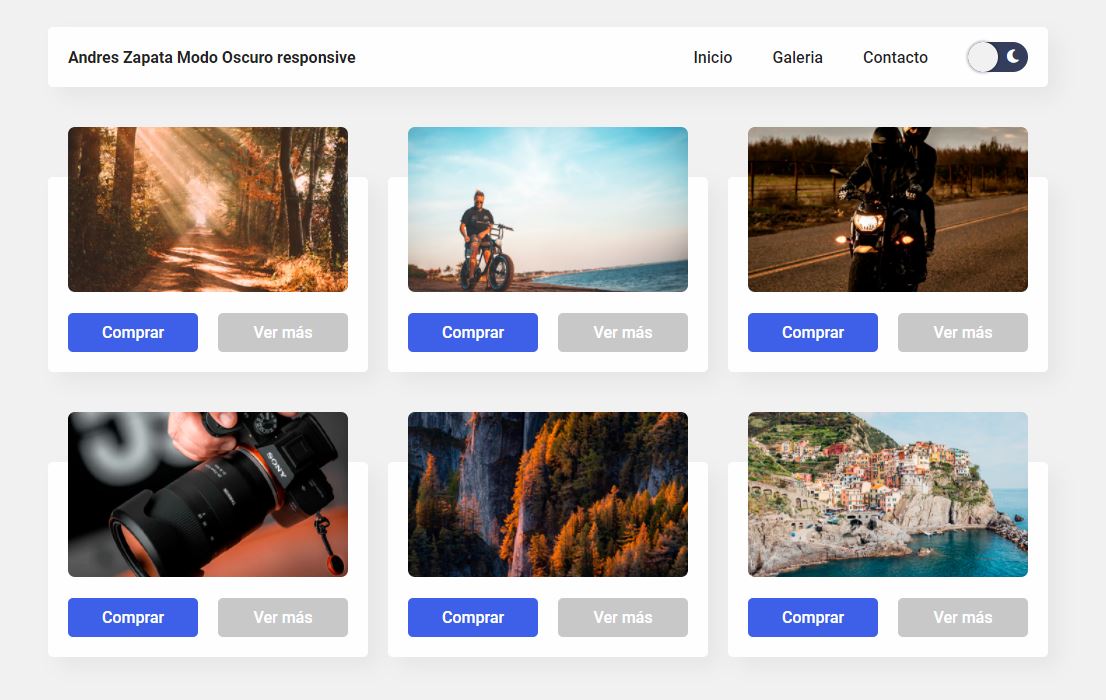 Andres Zapata Modo Oscuro responsive
Inicio
Galeria
Contacto
Comprar
Ver más
Comprar
Ver más
Comprar
Ver más
SONY
Comprar
Ver más
Comprar
Ver más
Comprar
Ver más